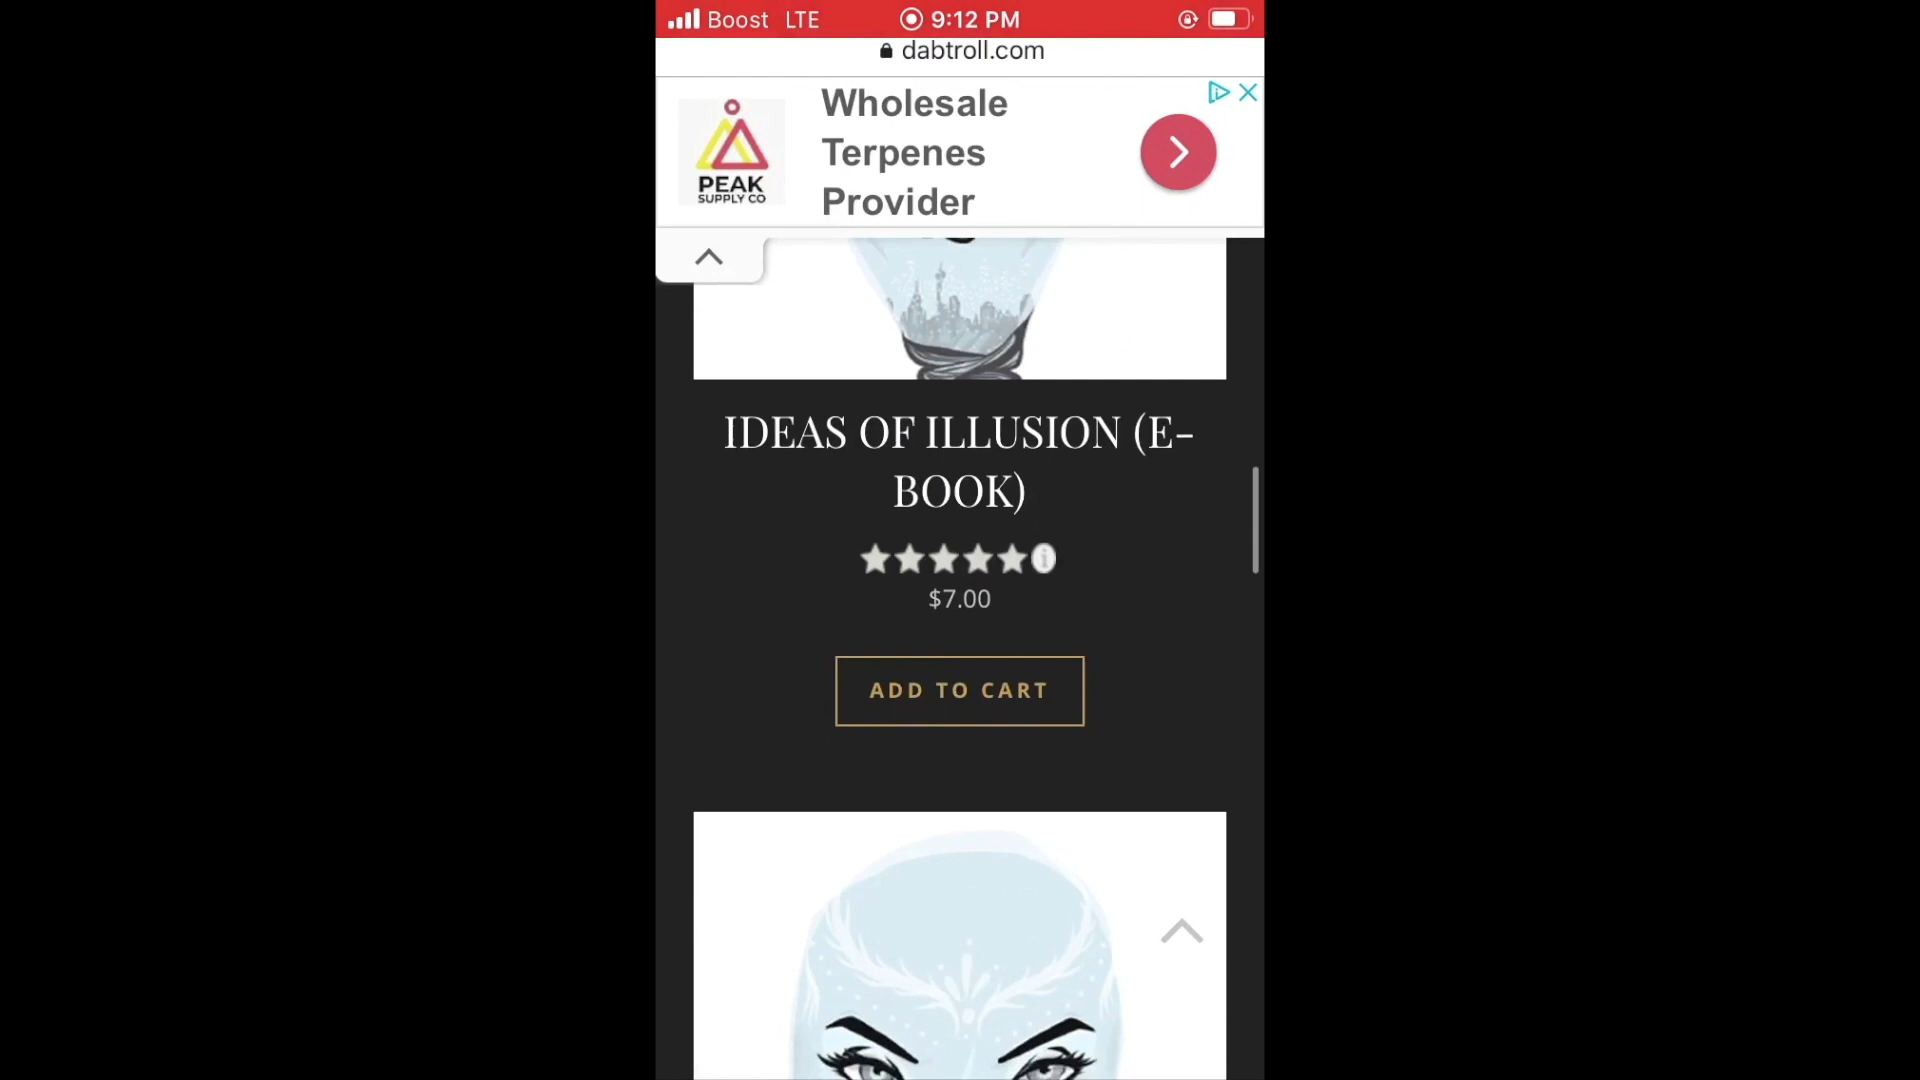 Boost LTE 9:12 PM
dabtroll.com
Wholesale
Terpenes
Provider
PEAK
SUPPLY CO
IDEAS OF ILLUSION (E-
BOOK)
$7.00
ADD TO CART